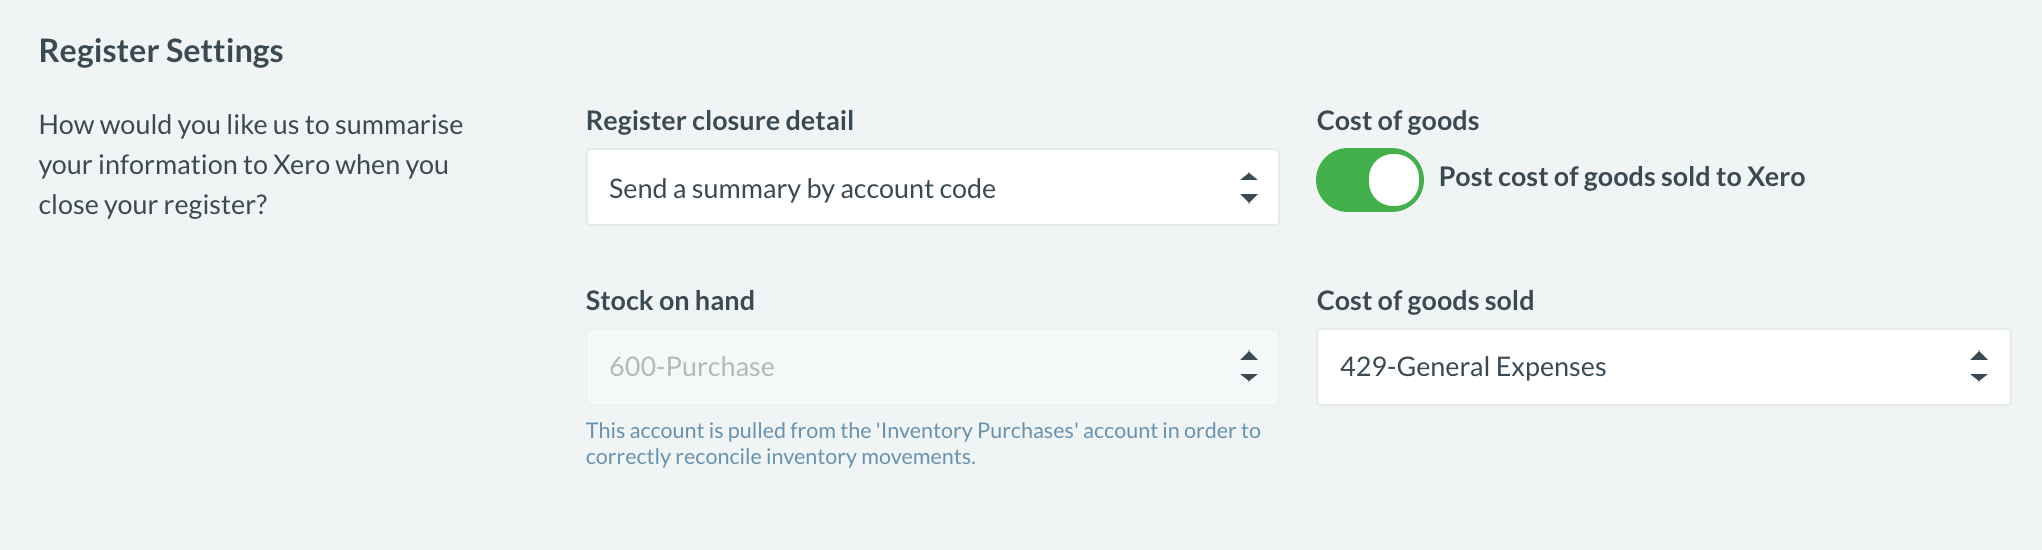 Register Settings
How would you like us to summarise
your information to Xero when you
close your register?
Register closure detail
Send a summary by account code
Cost of goods
Post cost of goods sold to Xero
Stock on hand
600-Purchase
This account is pulled from the 'Inventory Purchases' account in order to
correctly reconcile inventory movements.
Cost of goods sold
429-General Expenses